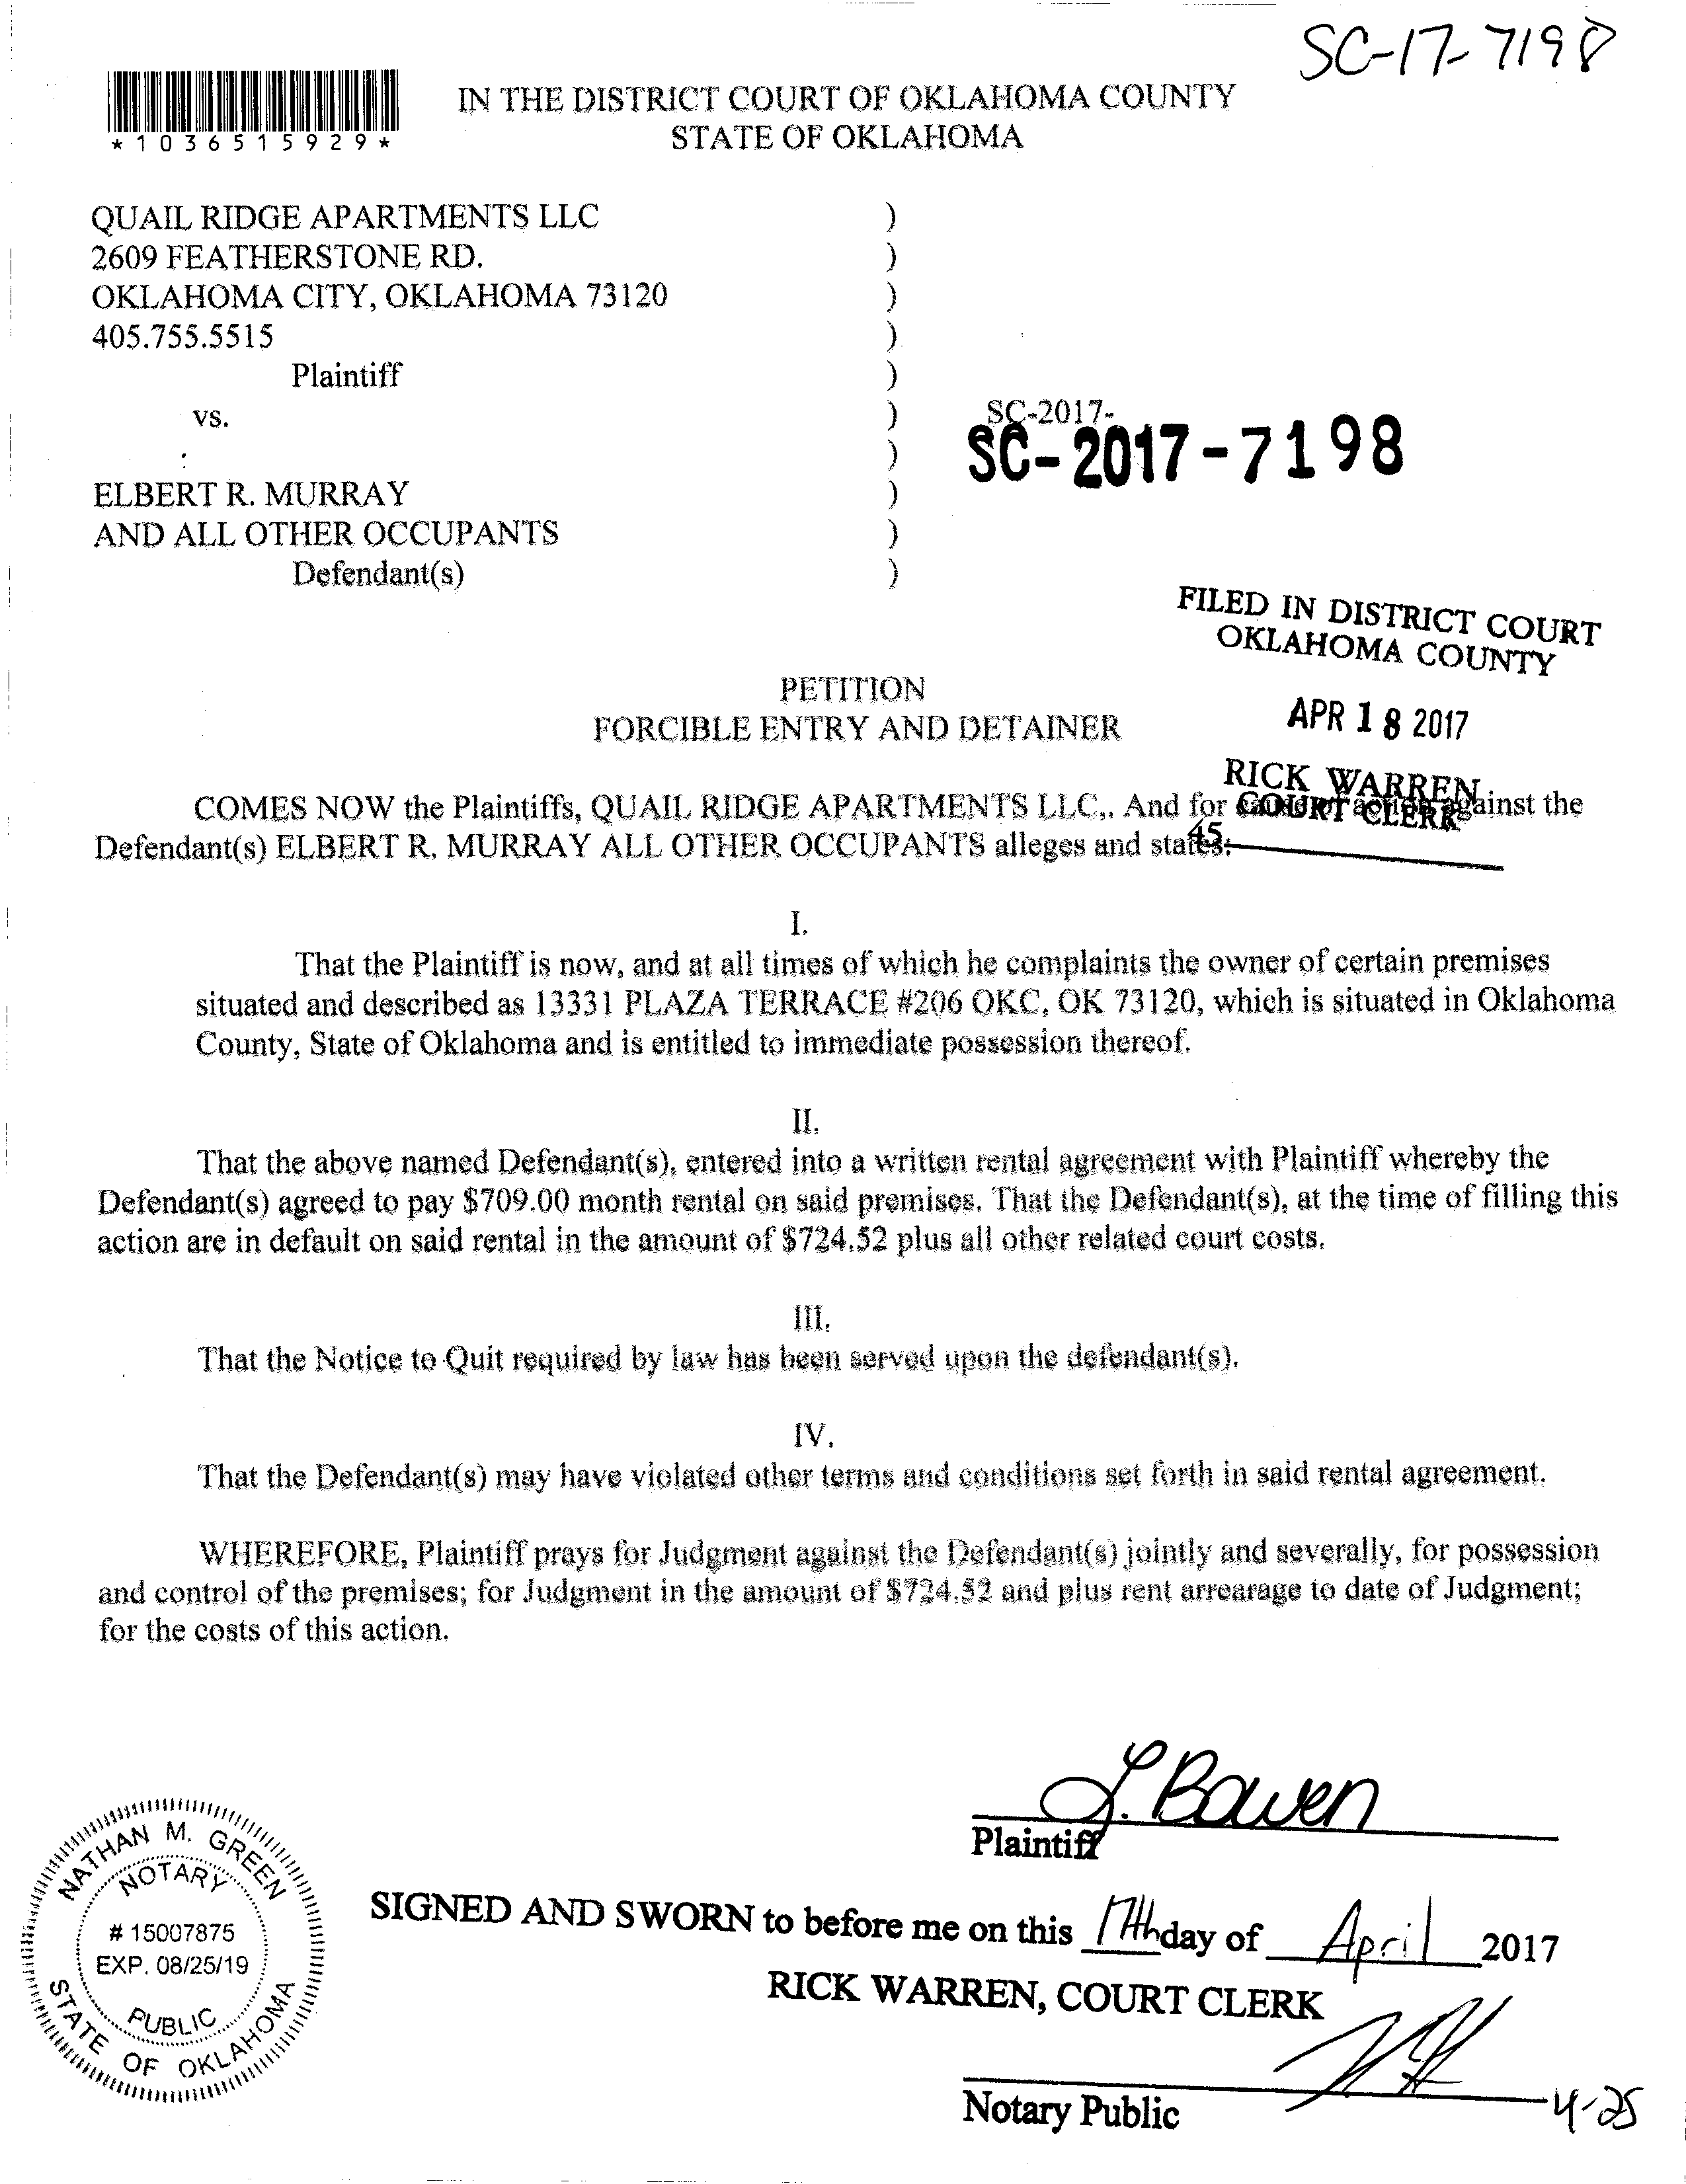 SC-17-7198
*1036515929*
IN THE DISTRICT COURT OF OKLAHOMA COUNTY
STATE OF OKLAHOMA
QUAIL RIDGE APARTMENTS LLC )
2609 FEATHERSTONE RD. )
OKLAHOMA CITY, OKLAHOMA 73120 )
405.755.5515 )
Plaintiff )
vs. ) SC-2017-
) SC-2017-7198
ELBERT R. MURRAY )
AND ALL OTHER OCCUPANTS )
Defendant(s) )
FILED IN DISTRICT COURT
OKLAHOMA COUNTY
PETITION
FORCIBLE ENTRY AND DETAINER
APR 18 2017
RICK WARREN
COURT CLERK
COMES NOW the Plaintiffs, QUAIL RIDGE APARTMENTS LLC,. And for cause of action against the
45
Defendant(s) ELBERT R. MURRAY ALL OTHER OCCUPANTS alleges and states:
I.
That the Plaintiff is now, and at all times of which he complaints the owner of certain premises
situated and described as 13331 PLAZA TERRACE #206 OKC, OK 73120, which is situated in Oklahoma
County, State of Oklahoma and is entitled to immediate possession thereof.
II.
That the above named Defendant(s), entered into a written rental agreement with Plaintiff whereby the
Defendant(s) agreed to pay $709.00 month rental on said premises. That the Defendant(s), at the time of filling this
action are in default on said rental in the amount of $724.52 plus all other related court costs.
III.
That the Notice to Quit required by law has been served upon the defendant(s).
IV.
That the Defendant(s) may have violated other terms and conditions set forth in said rental agreement.
WHEREFORE, Plaintiff prays for Judgment against the Defendant(s) jointly and severally, for possession
and control of the premises; for Judgment in the amount of $724.52 and plus rent arrearage to date of Judgment;
for the costs of this action.
L. Bowen
Plaintiff
NATHAN M. GREEN
NOTARY
# 15007875
EXP. 08/25/19
PUBLIC
STATE OF OKLAHOMA
SIGNED AND SWORN to before me on this 17th day of April 2017
RICK WARREN, COURT CLERK
Notary Public
4-25